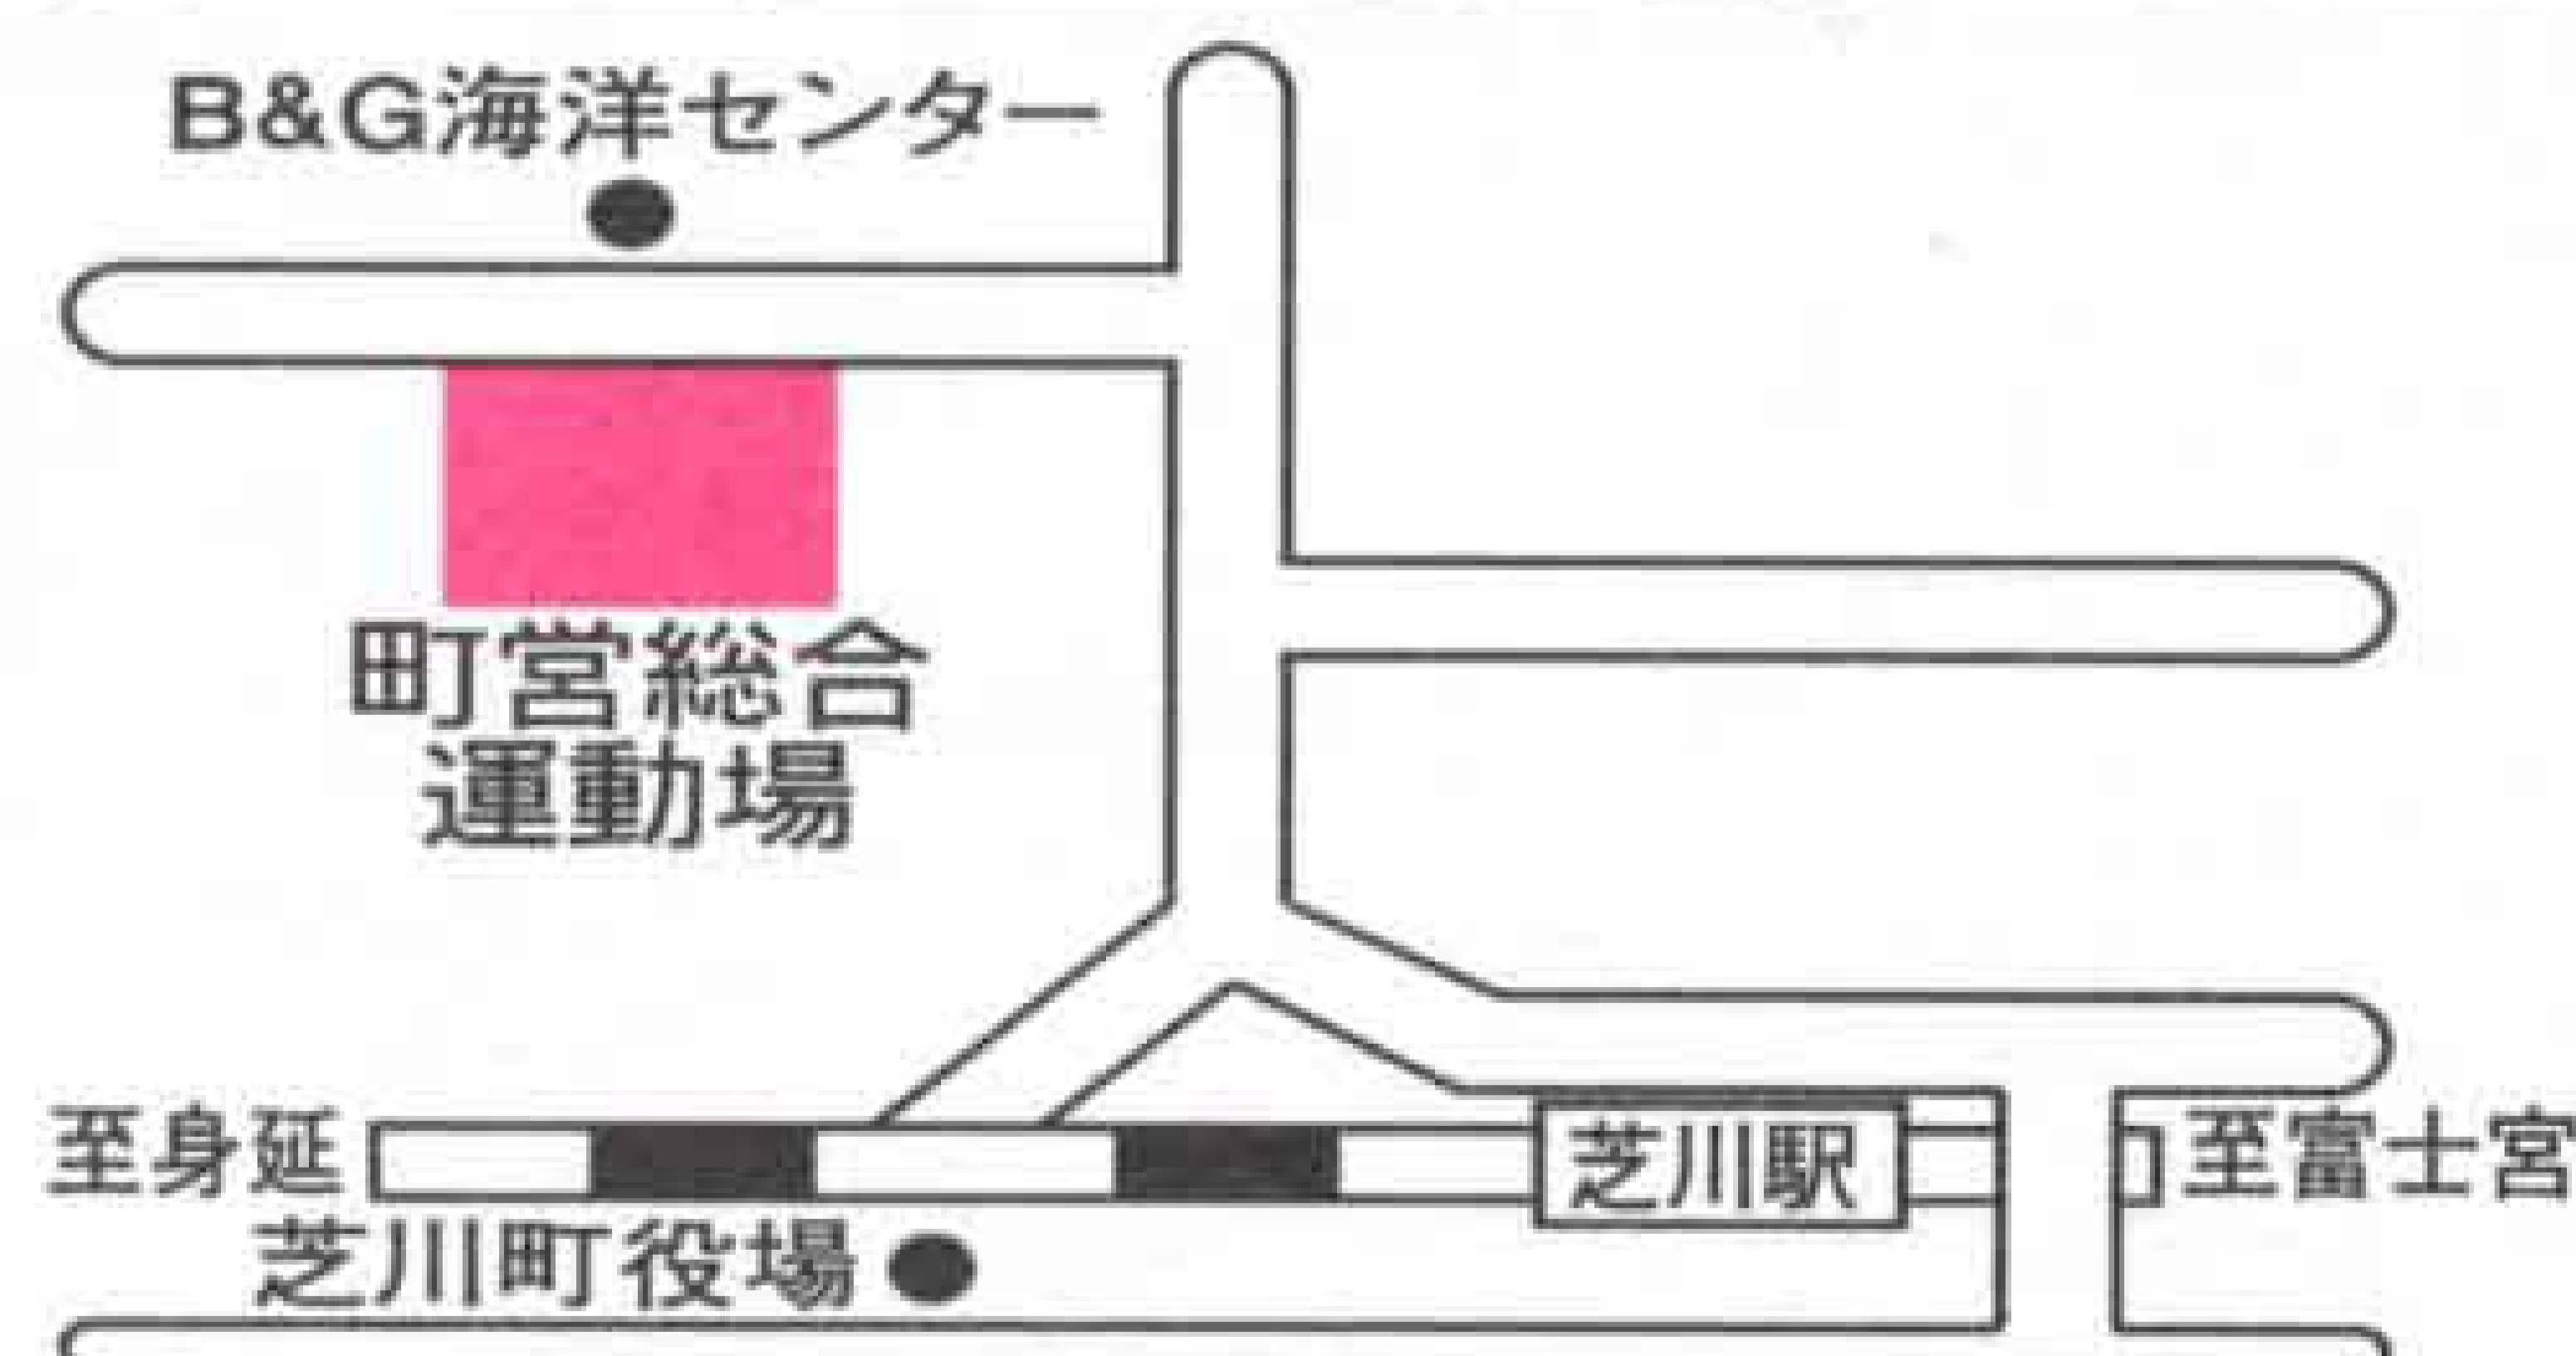 B&G海洋センター
町営総合
運動場
至身延
芝川駅
至富士宮
芝川町役場